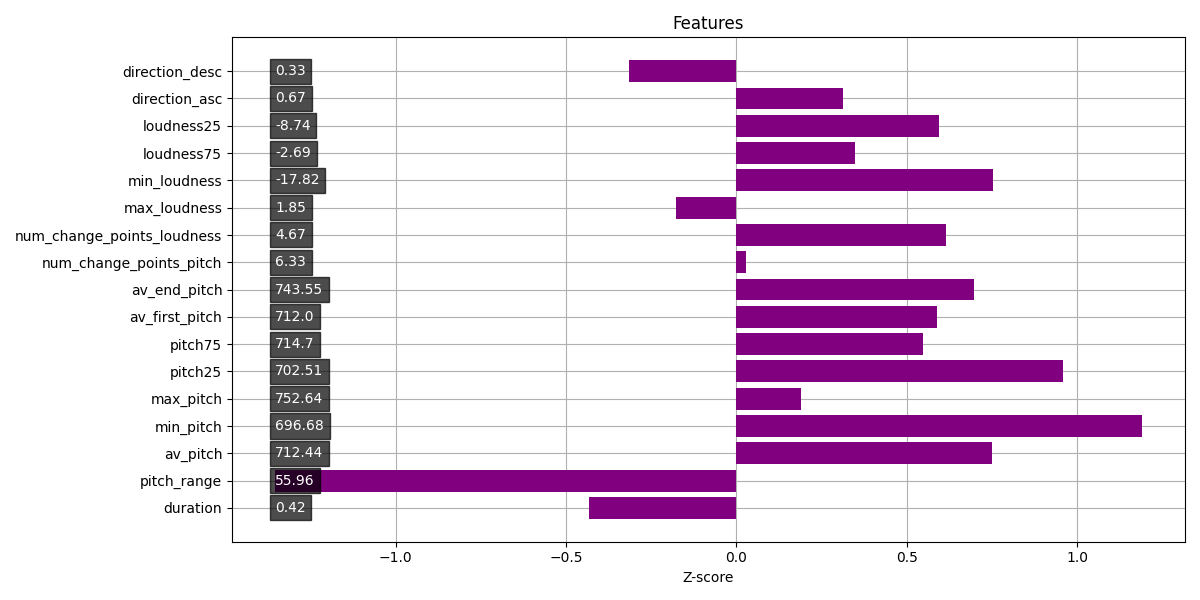 Features
direction_desc 0.33
direction_asc 0.67
loudness25 -8.74
loudness75 -2.69
min_loudness -17.82
max_loudness 1.85
num_change_points_loudness 4.67
num_change_points_pitch 6.33
av_end_pitch 743.55
av_first_pitch 712.0
pitch75 714.7
pitch25 702.51
max_pitch 752.64
min_pitch 696.68
av_pitch 712.44
pitch_range 55.96
duration 0.42
−1.0 −0.5 0.0 0.5 1.0
Z-score